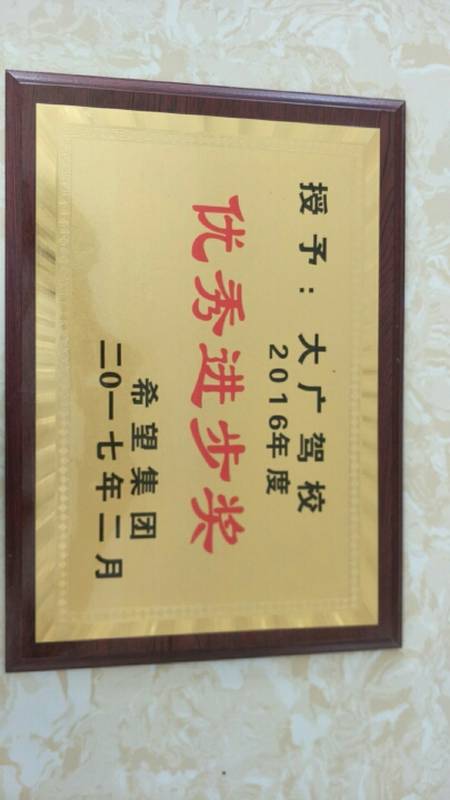 授予：大广驾校
2016年度
优秀进步奖
希望集团
二0一七年二月